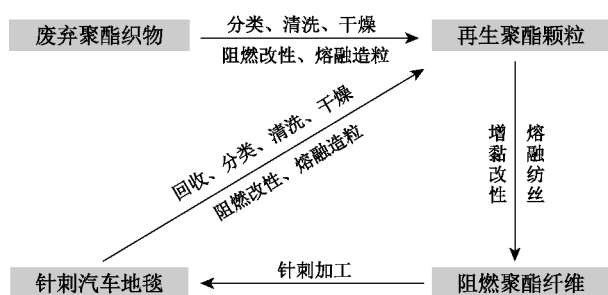 废弃聚酯织物
分类、清洗、干燥
阻燃改性、熔融造粒
再生聚酯颗粒
回收、分类、清洗、干燥
阻燃改性、熔融造粒
增黏改性
熔融纺丝
针刺汽车地毯
针刺加工
阻燃聚酯纤维